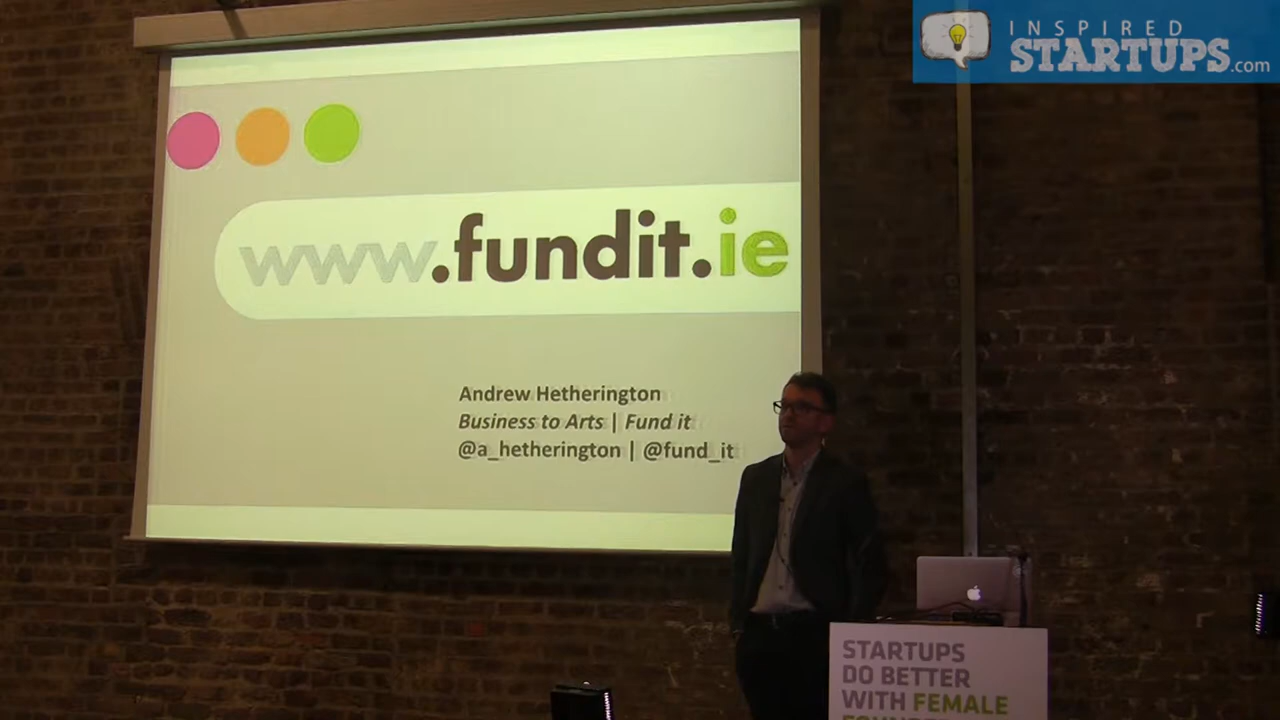 INSPIRED
STARTUPS.com
www.fundit.ie
Andrew Hetherington
Business to Arts | Fund it
@a_hetherington | @fund_it
STARTUPS
DO BETTER
WITH FEMALE